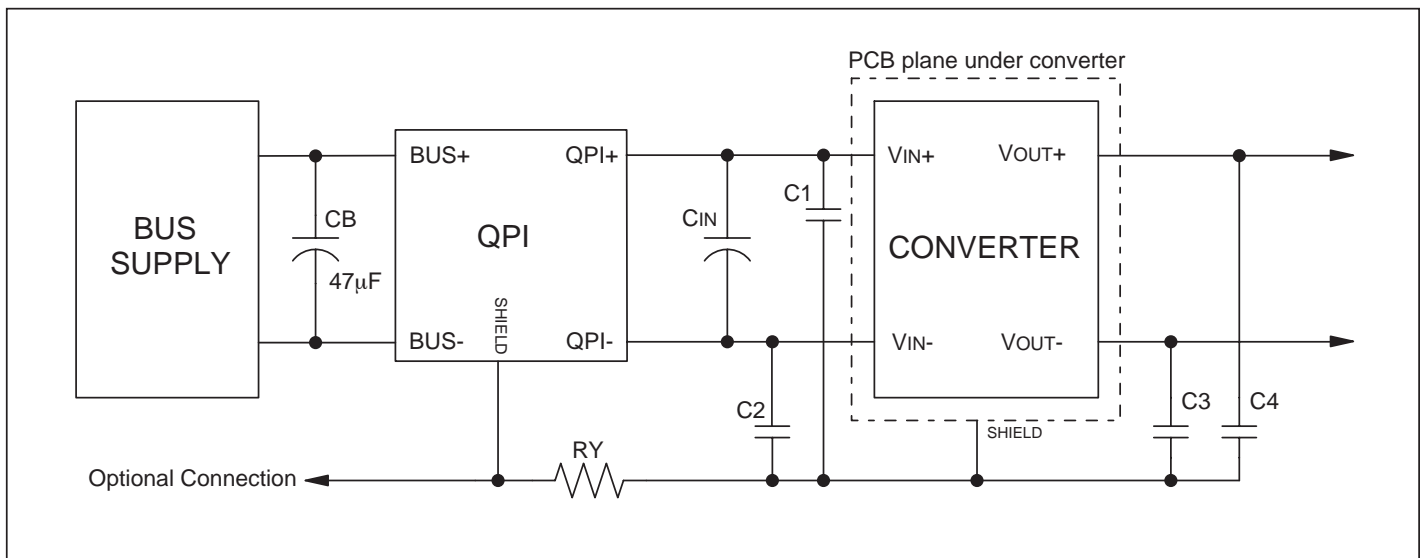 PCB plane under converter
BUS
SUPPLY
CB
47µF
BUS+
QPI+
QPI
SHIELD
BUS-
QPI-
CIN
C1
C2
VIN+
VOUT+
CONVERTER
VIN-
VOUT-
SHIELD
C3
C4
RY
Optional Connection